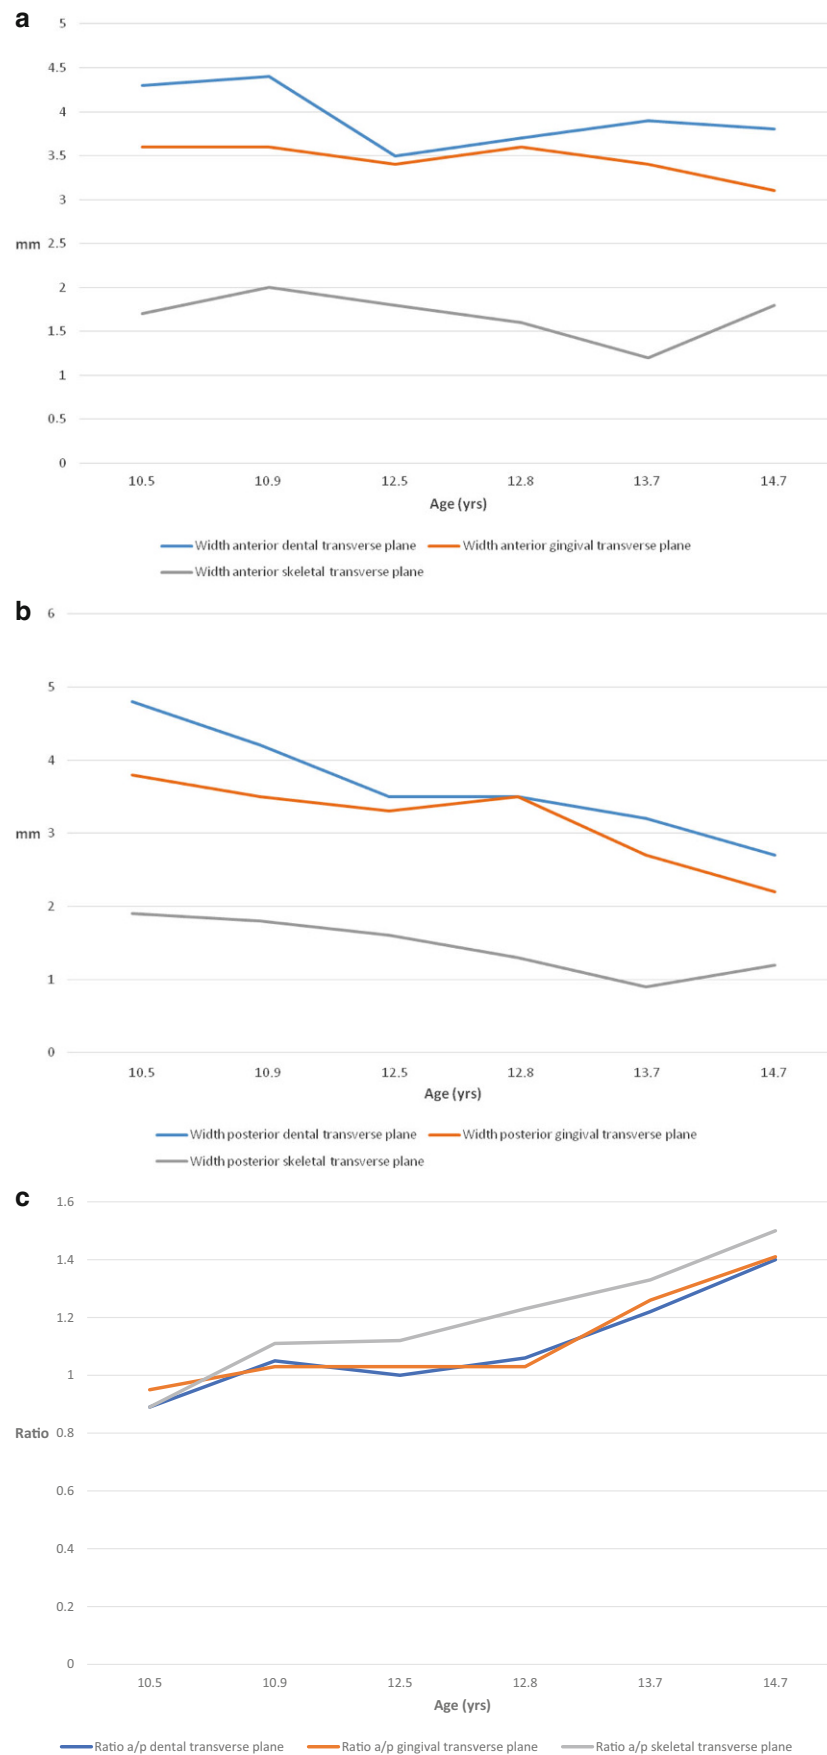 a
5
4.5
4
3.5
3
mm 2.5
2
1.5
1
0.5
0
10.5 10.9 12.5 12.8 13.7 14.7
Age (yrs)
Width anterior dental transverse plane Width anterior gingival transverse plane
Width anterior skeletal transverse plane
b 6
5
4
mm 3
2
1
0
10.5 10.9 12.5 12.8 13.7 14.7
Age (yrs)
Width posterior dental transverse plane Width posterior gingival transverse plane
Width posterior skeletal transverse plane
c 1.6
1.4
1.2
1
Ratio 0.8
0.6
0.4
0.2
0
10.5 10.9 12.5 12.8 13.7 14.7
Age (yrs)
Ratio a/p dental transverse plane Ratio a/p gingival transverse plane Ratio a/p skeletal transverse plane